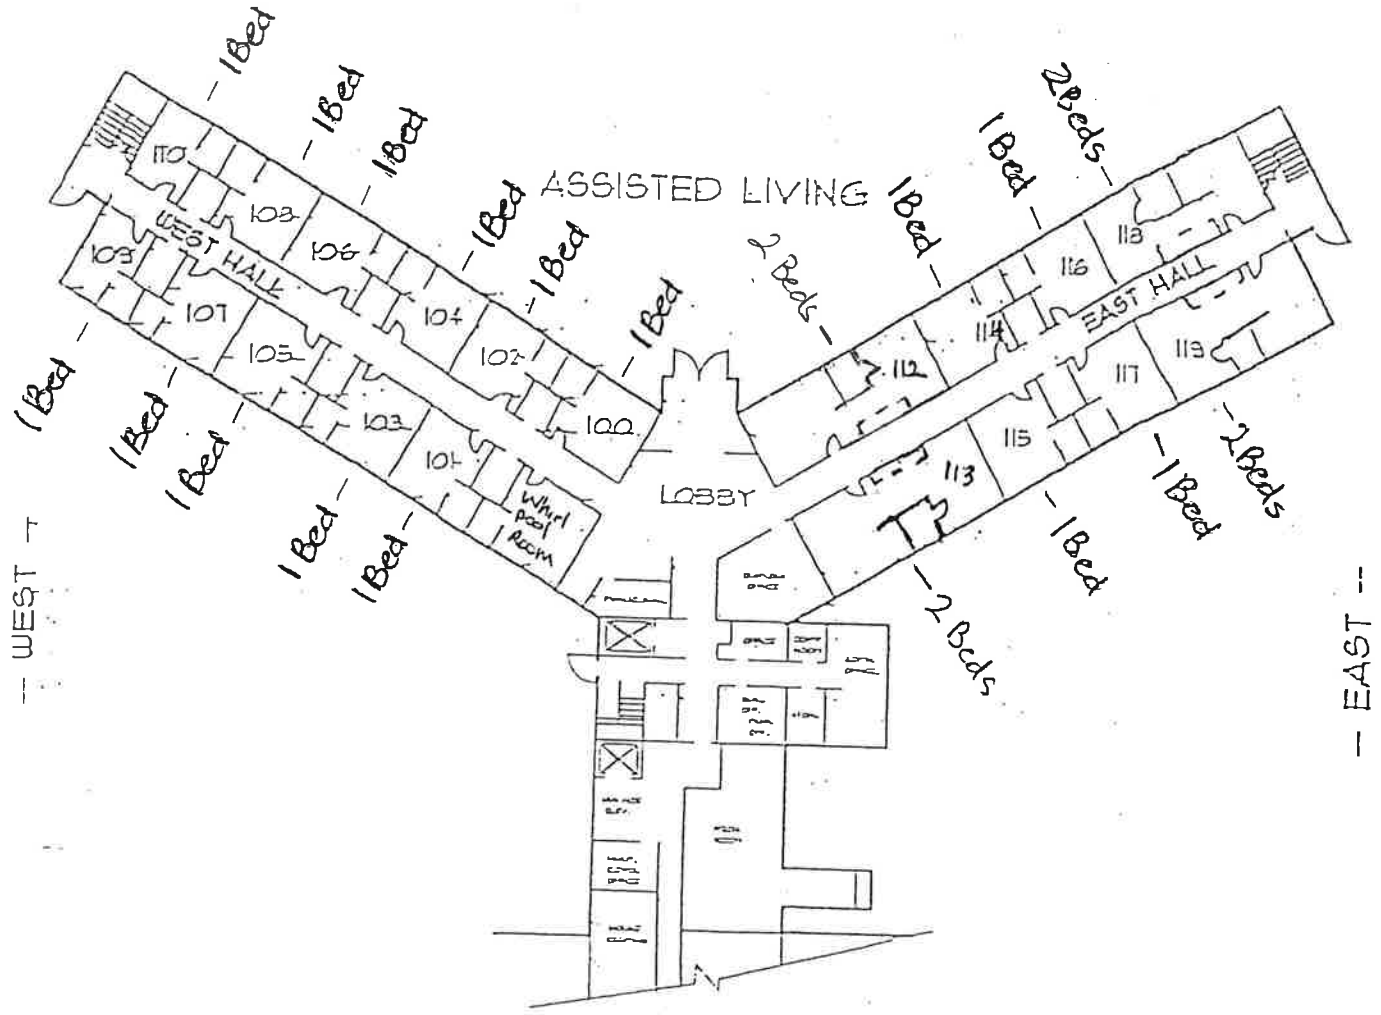 1 Bed
1 Bed
1 Bed
1 Bed
1 Bed
1 Bed
ASSISTED LIVING
2 Beds
1 Bed
1 Bed
2 Beds
110
108
106
104
102
100
WEST HALL
109
107
105
103
101
Whirl
pool
Room
1 Bed
1 Bed
1 Bed
1 Bed
1 Bed
LOBBY
112
114
116
118
EAST HALL
113
115
117
119
2 Beds
1 Bed
1 Bed
2 Beds
- WEST -
- EAST --